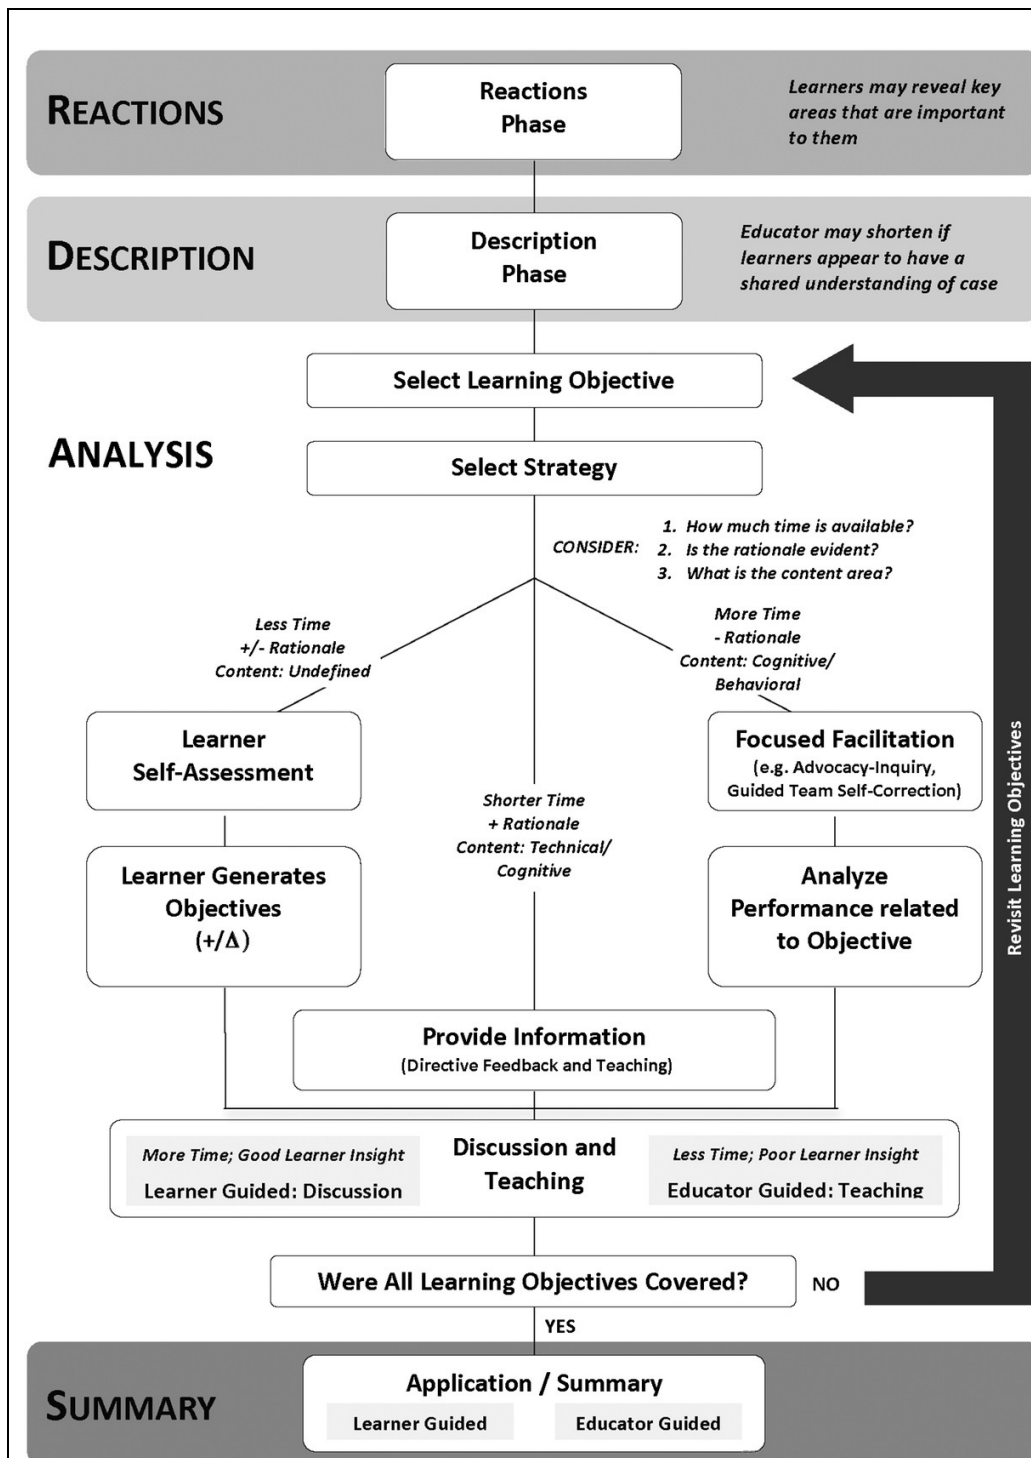 REACTIONS
Reactions
Phase
Learners may reveal key
areas that are important
to them
DESCRIPTION
Description
Phase
Educator may shorten if
learners appear to have a
shared understanding of case
Select Learning Objective
ANALYSIS
Select Strategy
CONSIDER:
1. How much time is available?
2. Is the rationale evident?
3. What is the content area?
Less Time
+/- Rationale
Content: Undefined
More Time
- Rationale
Content: Cognitive/
Behavioral
Learner
Self-Assessment
Shorter Time
+ Rationale
Content: Technical/
Cognitive
Focused Facilitation
(e.g. Advocacy-Inquiry,
Guided Team Self-Correction)
Learner Generates
Objectives
(+/Δ)
Analyze
Performance related
to Objective
Revisit Learning Objectives
Provide Information
(Directive Feedback and Teaching)
More Time; Good Learner Insight
Learner Guided: Discussion
Discussion and
Teaching
Less Time; Poor Learner Insight
Educator Guided: Teaching
Were All Learning Objectives Covered?
NO
YES
SUMMARY
Application / Summary
Learner Guided
Educator Guided